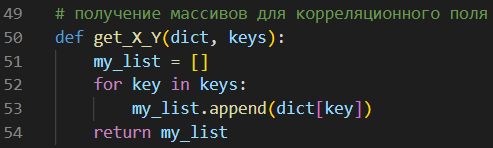 49 # получение массивов для корреляционного поля
50 def get_X_Y(dict, keys):
51     my_list = []
52     for key in keys:
53         my_list.append(dict[key])
54     return my_list